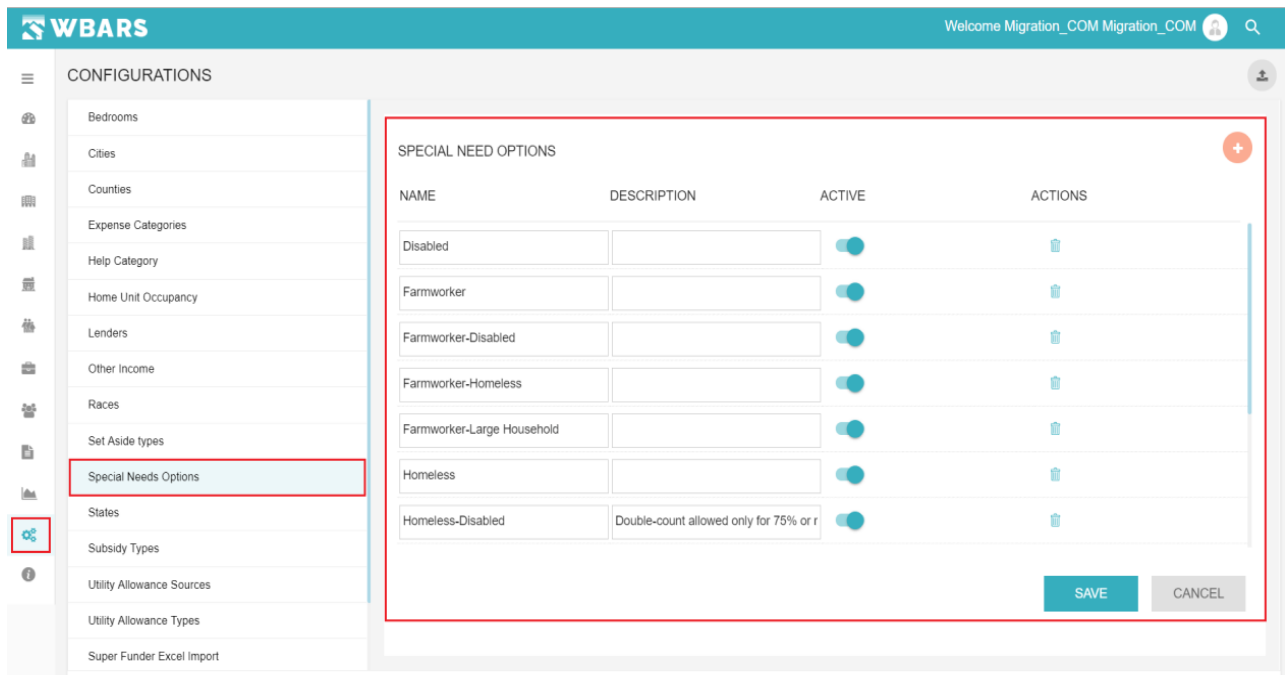 WBARS
Welcome Migration_COM Migration_COM
CONFIGURATIONS
Bedrooms
Cities
Counties
Expense Categories
Help Category
Home Unit Occupancy
Lenders
Other Income
Races
Set Aside types
Special Needs Options
States
Subsidy Types
Utility Allowance Sources
Utility Allowance Types
Super Funder Excel Import
SPECIAL NEED OPTIONS
NAME DESCRIPTION ACTIVE ACTIONS
Disabled
Farmworker
Farmworker-Disabled
Farmworker-Homeless
Farmworker-Large Household
Homeless
Homeless-Disabled Double-count allowed only for 75% or
SAVE CANCEL